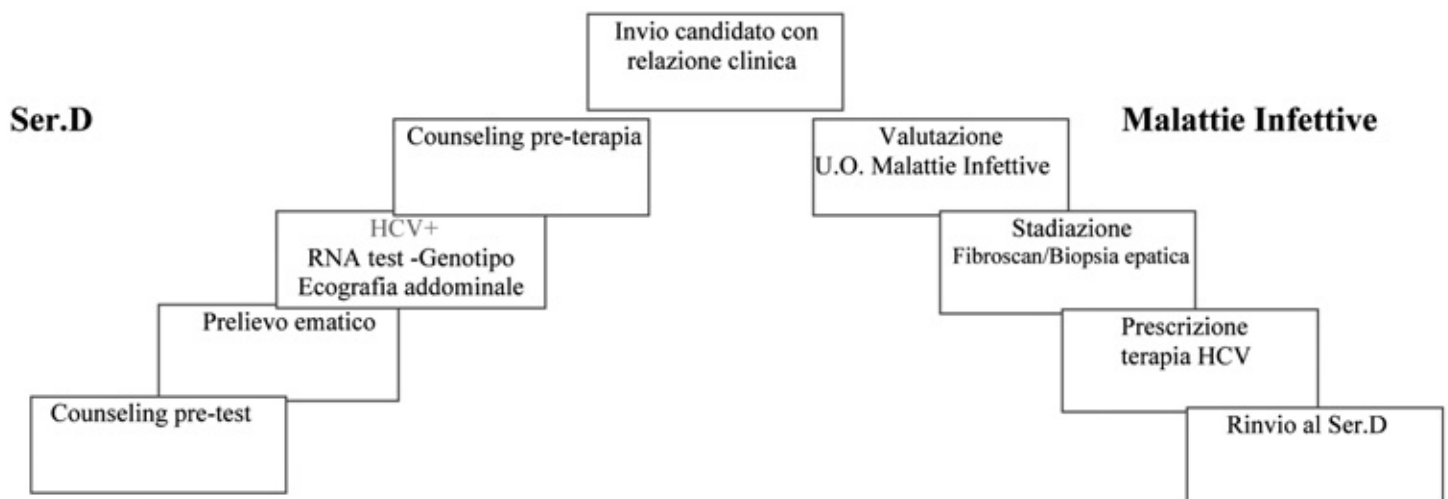 Invio candidato con
relazione clinica
Ser.D
Malattie Infettive
Counseling pre-terapia
Valutazione
U.O. Malattie Infettive
HCV+
RNA test -Genotipo
Ecografia addominale
Stadiazione
Fibroscan/Biopsia epatica
Prelievo ematico
Prescrizione
terapia HCV
Counseling pre-test
Rinvio al Ser.D